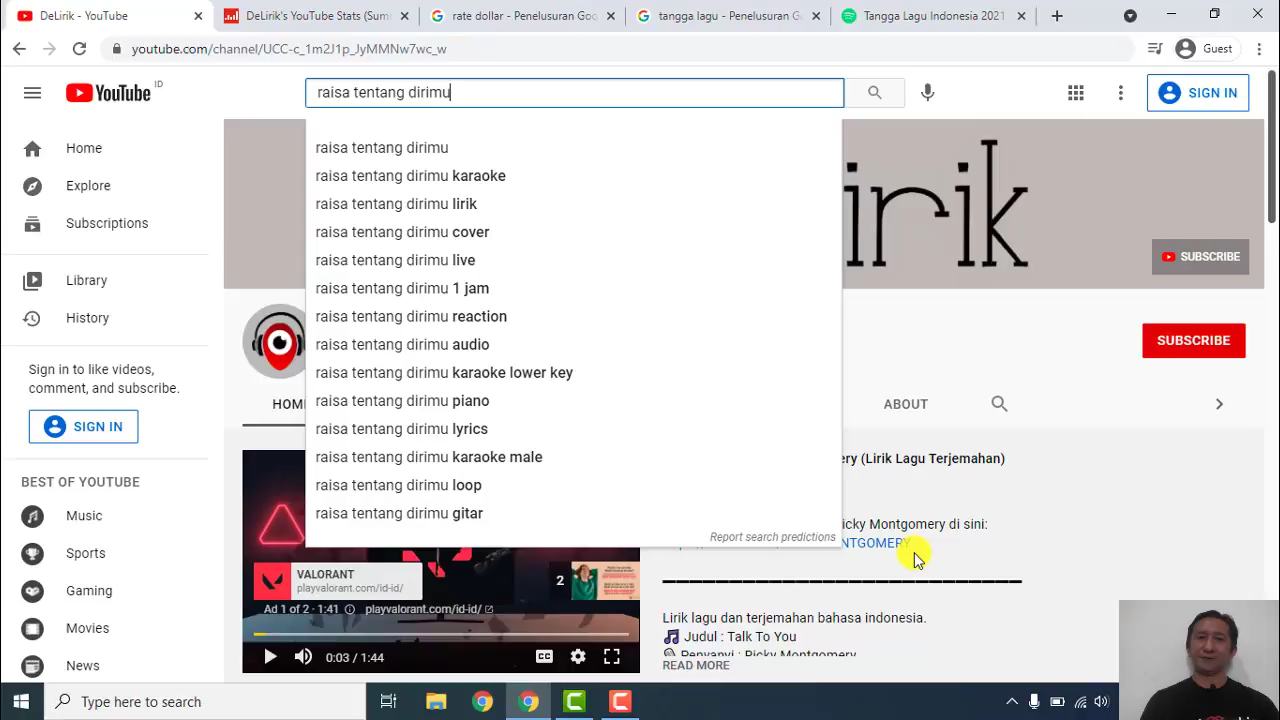 DeLirik - YouTube
DeLirik's YouTube Stats (Sum
rate dollar - Penelusuran Goo
tangga lagu - Penelusuran G
Tangga Lagu Indonesia 2021
youtube.com/channel/UCC-c_1m2J1p_JyMMNw7wc_w
Guest
YouTube ID
raisa tentang dirimu
SIGN IN
Home
Explore
Subscriptions
Library
History
Sign in to like videos,
comment, and subscribe.
SIGN IN
BEST OF YOUTUBE
Music
Sports
Gaming
Movies
News
raisa tentang dirimu
raisa tentang dirimu karaoke
raisa tentang dirimu lirik
raisa tentang dirimu cover
raisa tentang dirimu live
raisa tentang dirimu 1 jam
raisa tentang dirimu reaction
raisa tentang dirimu audio
raisa tentang dirimu karaoke lower key
raisa tentang dirimu piano
raisa tentang dirimu lyrics
raisa tentang dirimu karaoke male
raisa tentang dirimu loop
raisa tentang dirimu gitar
Report search predictions
irik
SUBSCRIBE
SUBSCRIBE
HOM
ABOUT
ery (Lirik Lagu Terjemahan)
icky Montgomery di sini:
NTGOMERY
Lirik lagu dan terjemahan bahasa indonesia.
Judul : Talk To You
Penyanyi : Ricky Montgomery
READ MORE
VALORANT
playvalorant.com/id-id/
2
Ad 1 of 2 · 1:41 playvalorant.com/id-id/
0:03 / 1:44
CC
Type here to search